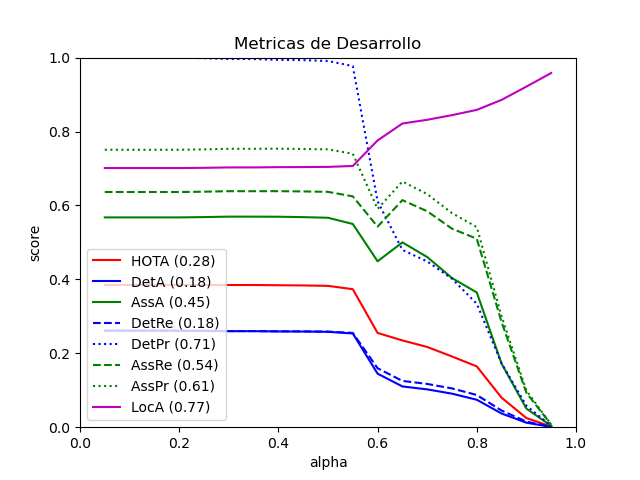 Metricas de Desarrollo
1.0
0.8
0.6
0.4
0.2
0.0
score
HOTA (0.28)
DetA (0.18)
AssA (0.45)
DetRe (0.18)
DetPr (0.71)
AssRe (0.54)
AssPr (0.61)
LocA (0.77)
0.0 0.2 0.4 0.6 0.8 1.0
alpha